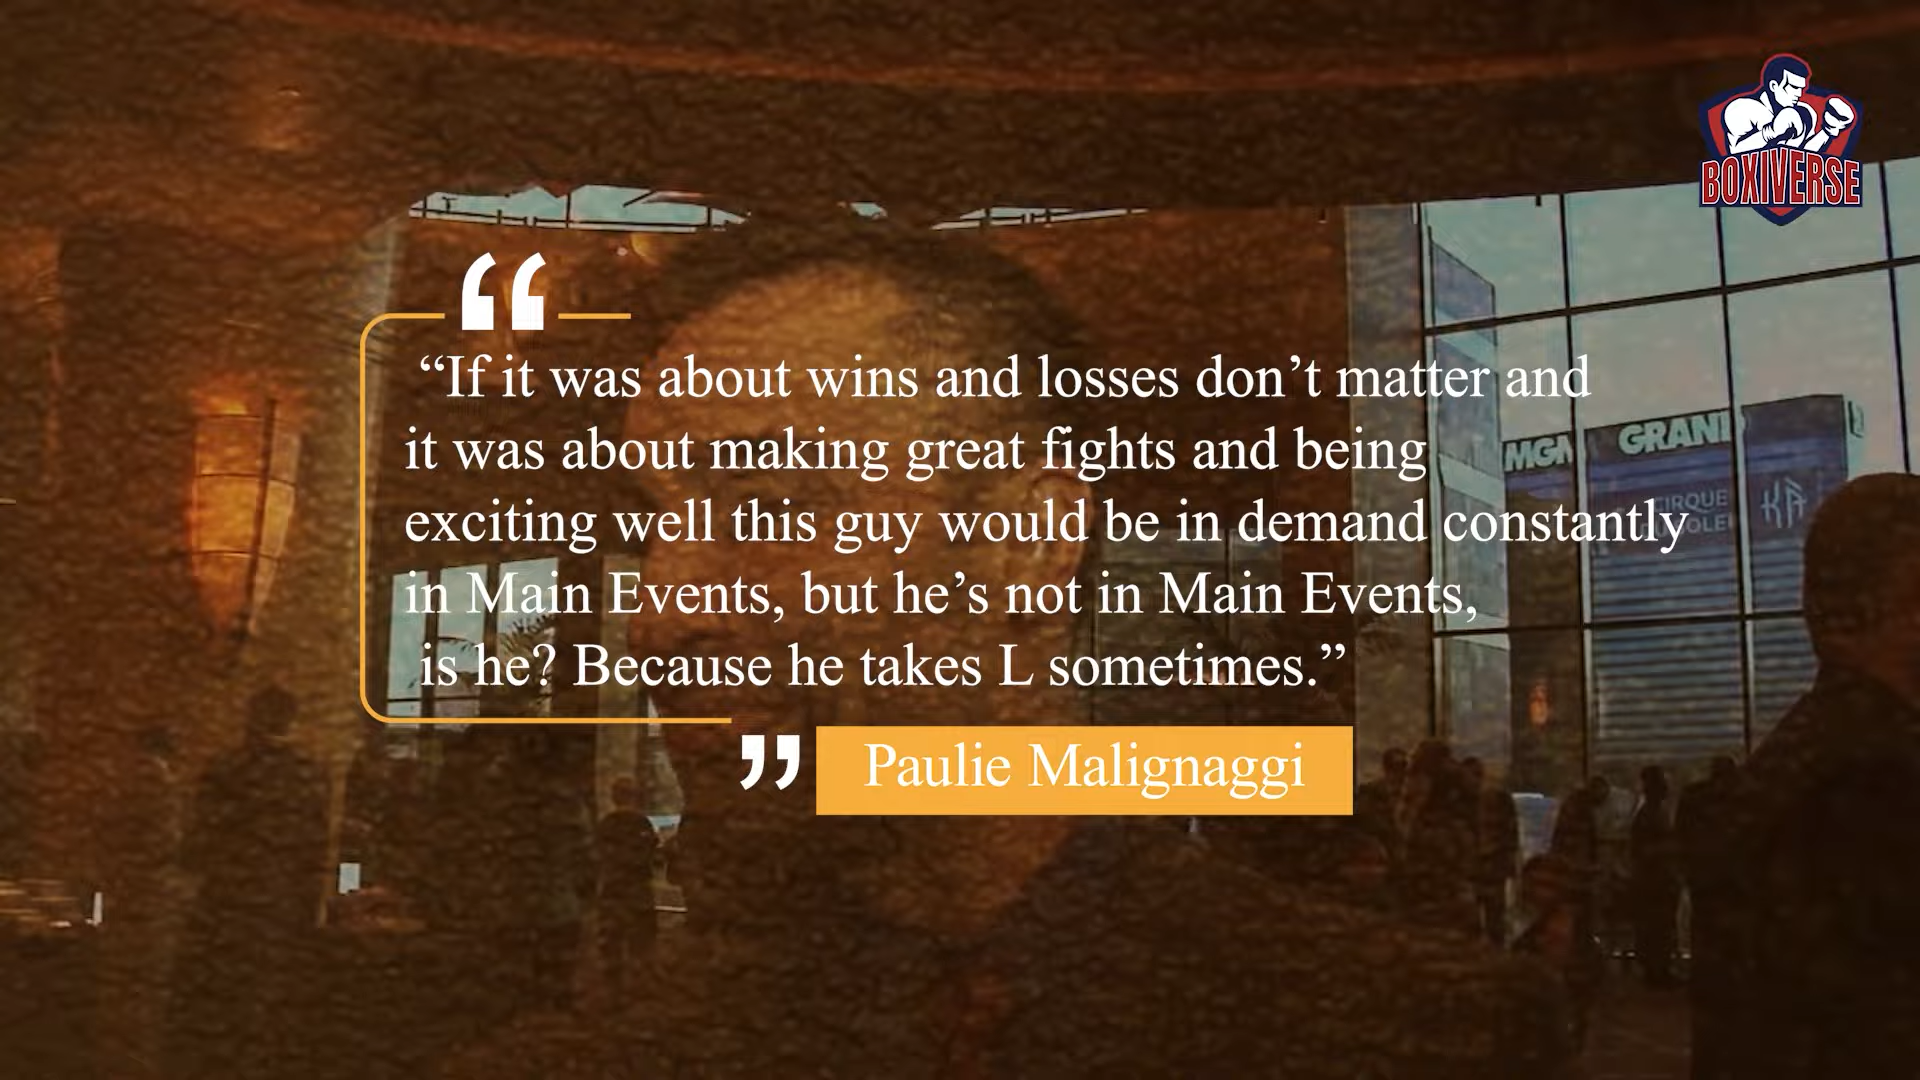 BOXIVERSE
“If it was about wins and losses don’t matter and
it was about making great fights and being
exciting well this guy would be in demand constantly
in Main Events, but he’s not in Main Events,
is he? Because he takes L sometimes.”
Paulie Malignaggi
MGM GRAND
CIRQUE
KÀ